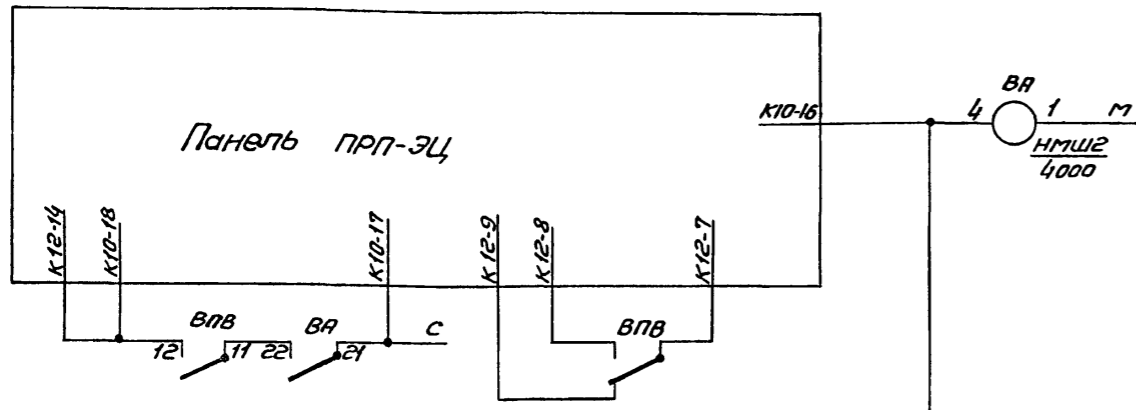 ВА
К10-16
4
1
М
НМШ2
4000
Панель ПРП-ЭЦ
К12-14
К10-18
К10-17
К12-9
К12-8
К12-7
ВПВ
ВА
С
ВПВ
12
11
22
21